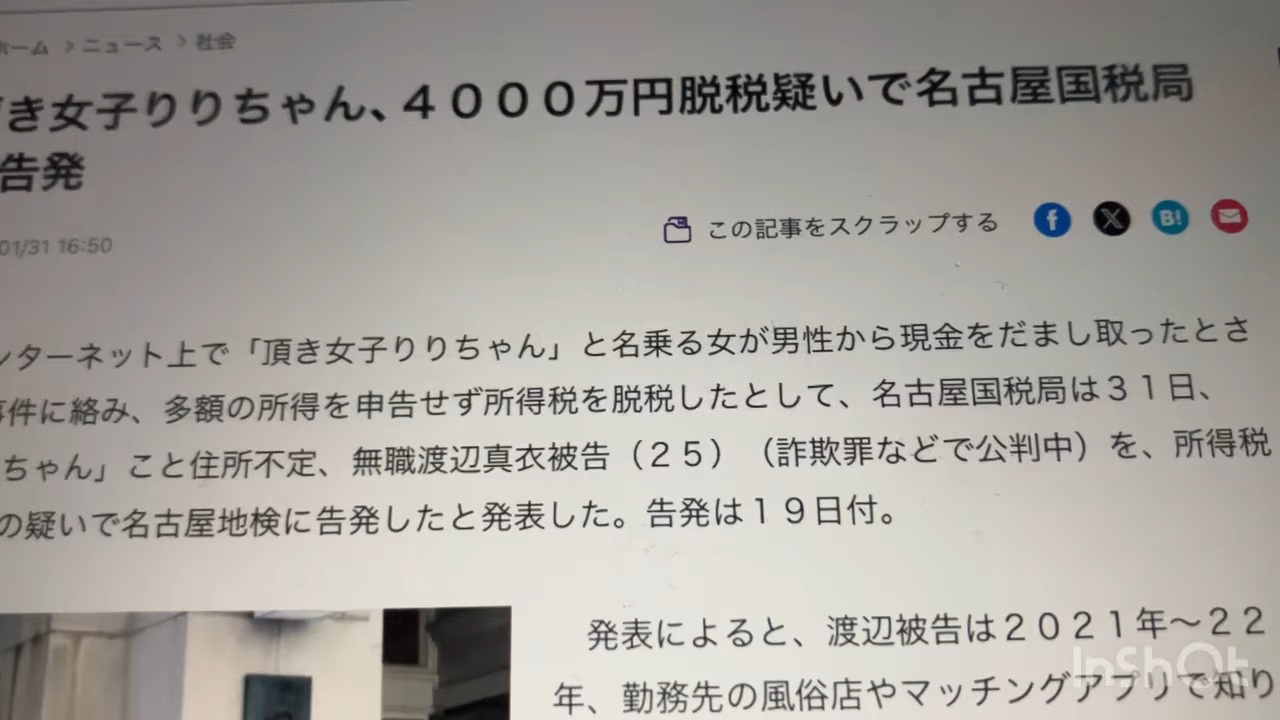 ホーム > ニュース > 社会
き女子りりちゃん、４０００万円脱税疑いで名古屋国税局
告発
01/31 16:50
この記事をスクラップする
f X B! 
ンターネット上で「頂き女子りりちゃん」と名乗る女が男性から現金をだまし取ったとさ
事件に絡み、多額の所得を申告せず所得税を脱税したとして、名古屋国税局は３１日、
ちゃん」こと住所不定、無職渡辺真衣被告（２５）（詐欺罪などで公判中）を、所得税
の疑いで名古屋地検に告発したと発表した。告発は１９日付。
発表によると、渡辺被告は２０２１年～２２
年、勤務先の風俗店やマッチングアプリで知り
InShOt